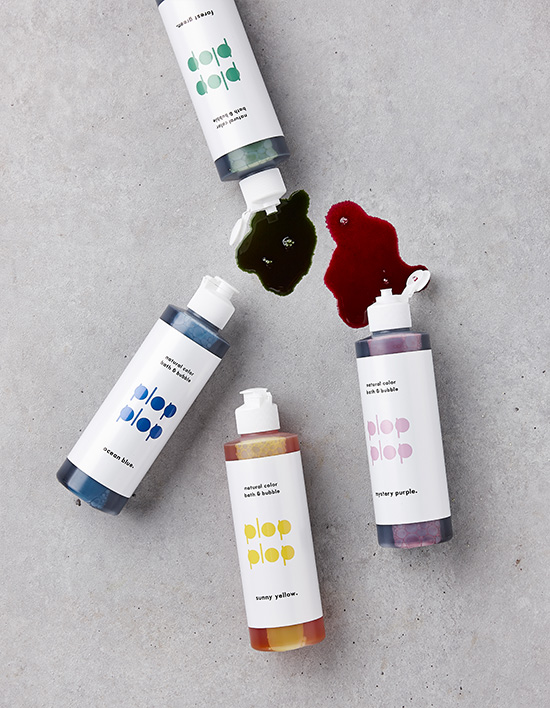 forest green.
plop
plop
natural color
bath & bubble
natural color
bath & bubble
plop
plop
ocean blue.
natural color
bath & bubble
plop
plop
mystery purple.
natural color
bath & bubble
plop
plop
sunny yellow.